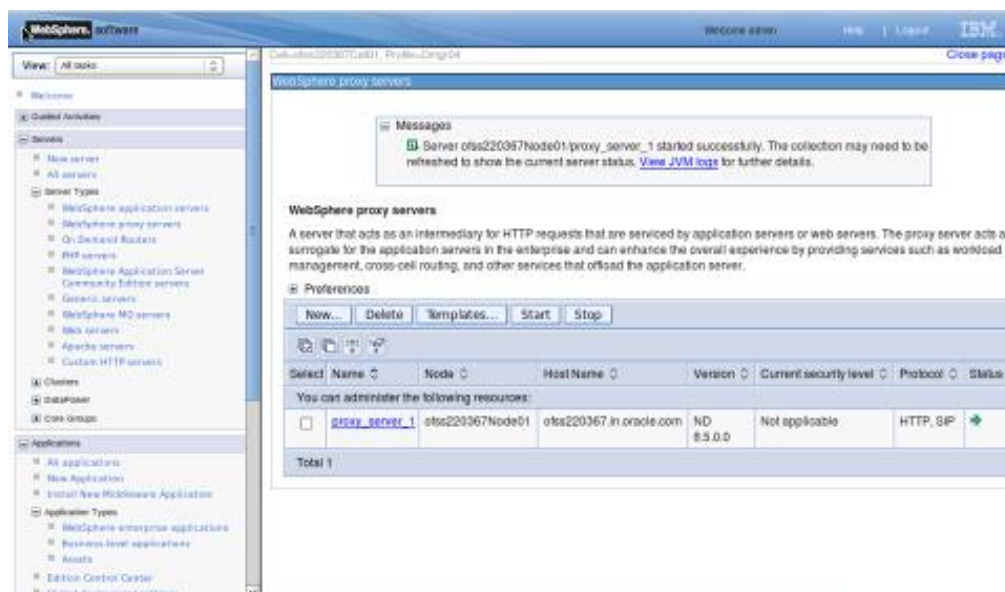 WebSphere. software
Welcome admin
Help | Logout
IBM.
View: All tasks
Welcome
Guided Activities
Servers
New server
All servers
Server Types
WebSphere application servers
WebSphere proxy servers
On Demand Routers
PHP servers
WebSphere Application Server
Community Edition servers
Generic servers
WebSphere MQ servers
Web servers
Apache servers
Custom HTTP servers
Clusters
DataPower
Core Groups
Applications
All applications
New Application
Install New Middleware Application
Application Types
WebSphere enterprise applications
Business-level applications
Assets
Edition Control Center
Close page
WebSphere proxy servers
Messages
Server ofss220367Node01/proxy_server_1 started successfully. The collection may need to be
refreshed to show the current server status. View JVM logs for further details.
WebSphere proxy servers
A server that acts as an intermediary for HTTP requests that are serviced by application servers or web servers. The proxy server acts a
surrogate for the application servers in the enterprise and can enhance the overall experience by providing services such as workload
management, cross-cell routing, and other services that offload the application server.
Preferences
New... Delete Templates... Start Stop
Select Name Node Host Name Version Current security level Protocol Status
You can administer the following resources:
proxy_server_1 ofss220367Node01 ofss220367.in.oracle.com ND Not applicable HTTP, SIP
8.5.0.0
Total 1